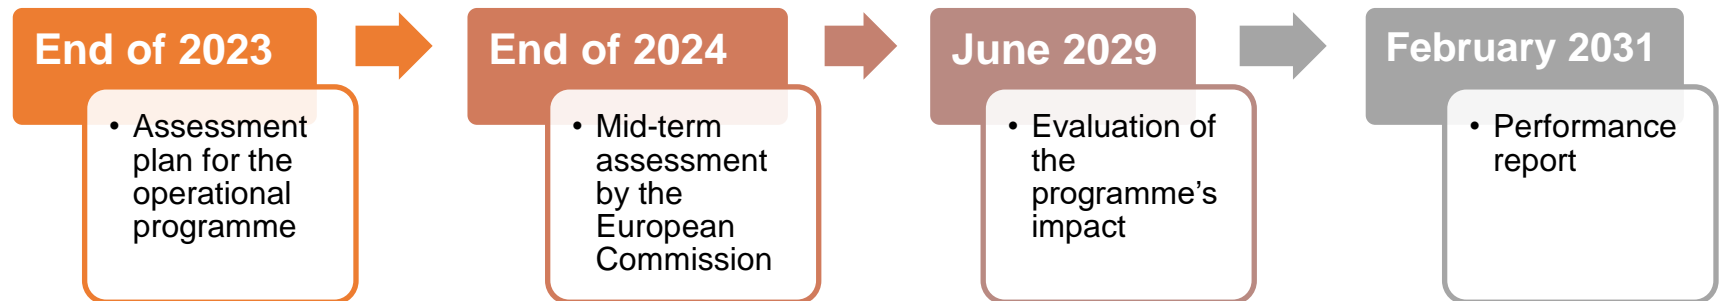 End of 2023
• Assessment
plan for the
operational
programme
End of 2024
• Mid-term
assessment
by the
European
Commission
June 2029
• Evaluation of
the
programme’s
impact
February 2031
• Performance
report